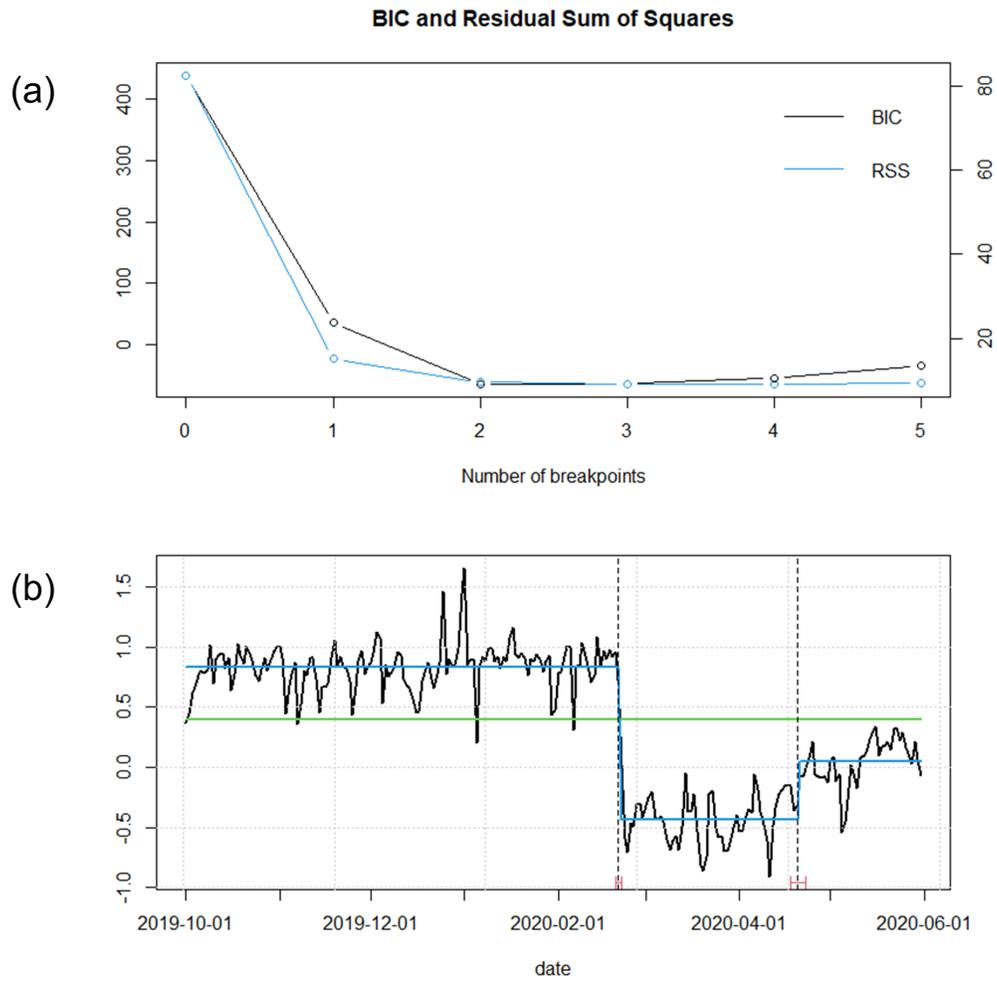 BIC and Residual Sum of Squares
(a)
400
300
200
100
0
80
60
40
20
BIC
RSS
0 1 2 3 4 5
Number of breakpoints
(b)
1.5
1.0
0.5
0.0
-0.5
-1.0
2019-10-01 2019-12-01 2020-02-01 2020-04-01 2020-06-01
date